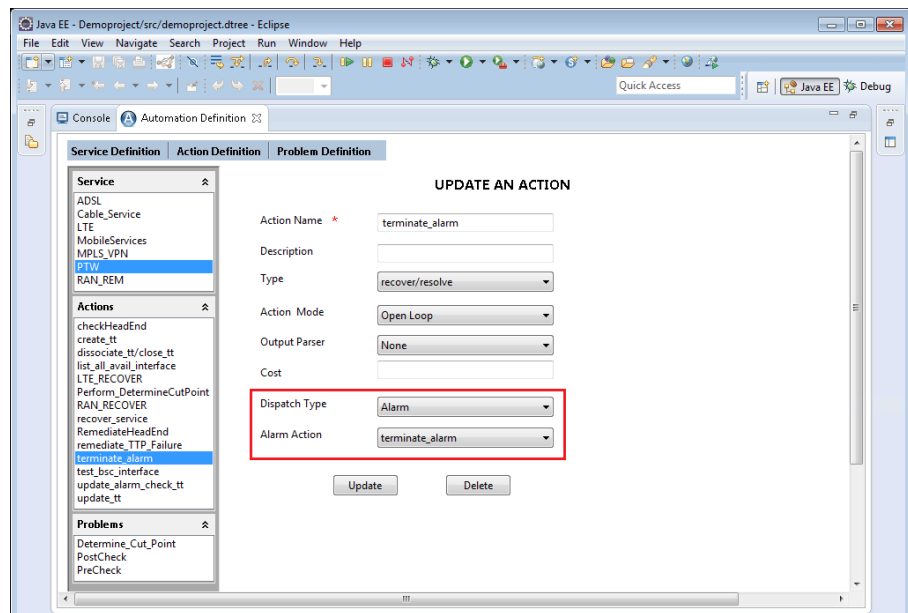 Java EE - Demoproject/src/demoproject.dtree - Eclipse
File Edit View Navigate Search Project Run Window Help
Quick Access
Java EE
Debug
Console
Automation Definition
Service Definition
Action Definition
Problem Definition
Service
ADSL
Cable_Service
LTE
MobileServices
MPLS_VPN
PTW
RAN_REM
Actions
checkHeadEnd
create_tt
dissociate_tt/close_tt
list_all_avail_interface
LTE_RECOVER
Perform_DetermineCutPoint
RAN_RECOVER
recover_service
RemediateHeadEnd
remediate_TTP_Failure
terminate_alarm
test_bsc_interface
update_alarm_check_tt
update_tt
Problems
Determine_Cut_Point
PostCheck
PreCheck
UPDATE AN ACTION
Action Name * terminate_alarm
Description
Type recover/resolve
Action Mode Open Loop
Output Parser None
Cost
Dispatch Type Alarm
Alarm Action terminate_alarm
Update Delete